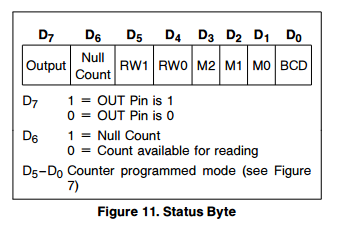 D7 D6 D5 D4 D3 D2 D1 D0
Output Null Count RW1 RW0 M2 M1 M0 BCD
D7 1 = OUT Pin is 1
0 = OUT Pin is 0
D6 1 = Null Count
0 = Count available for reading
D5–D0 Counter programmed mode (see Figure
7)
Figure 11. Status Byte